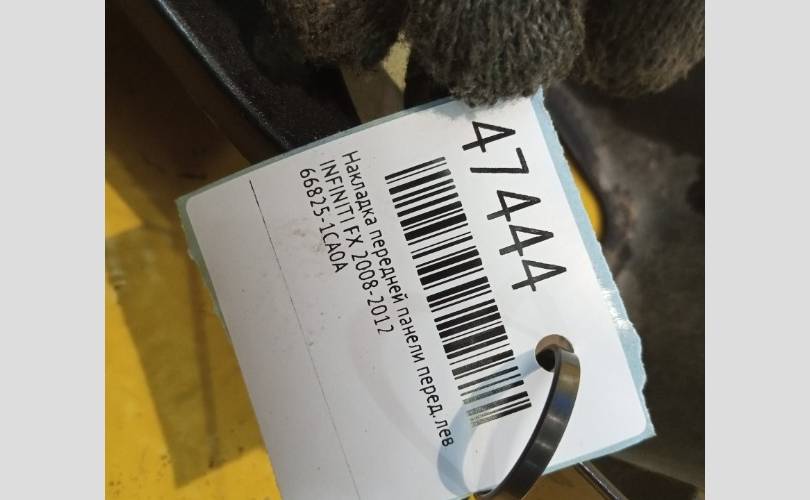 47444
Накладка передней панели перед. лев
INFINITI FX 2008-2012
66825-1CA0A